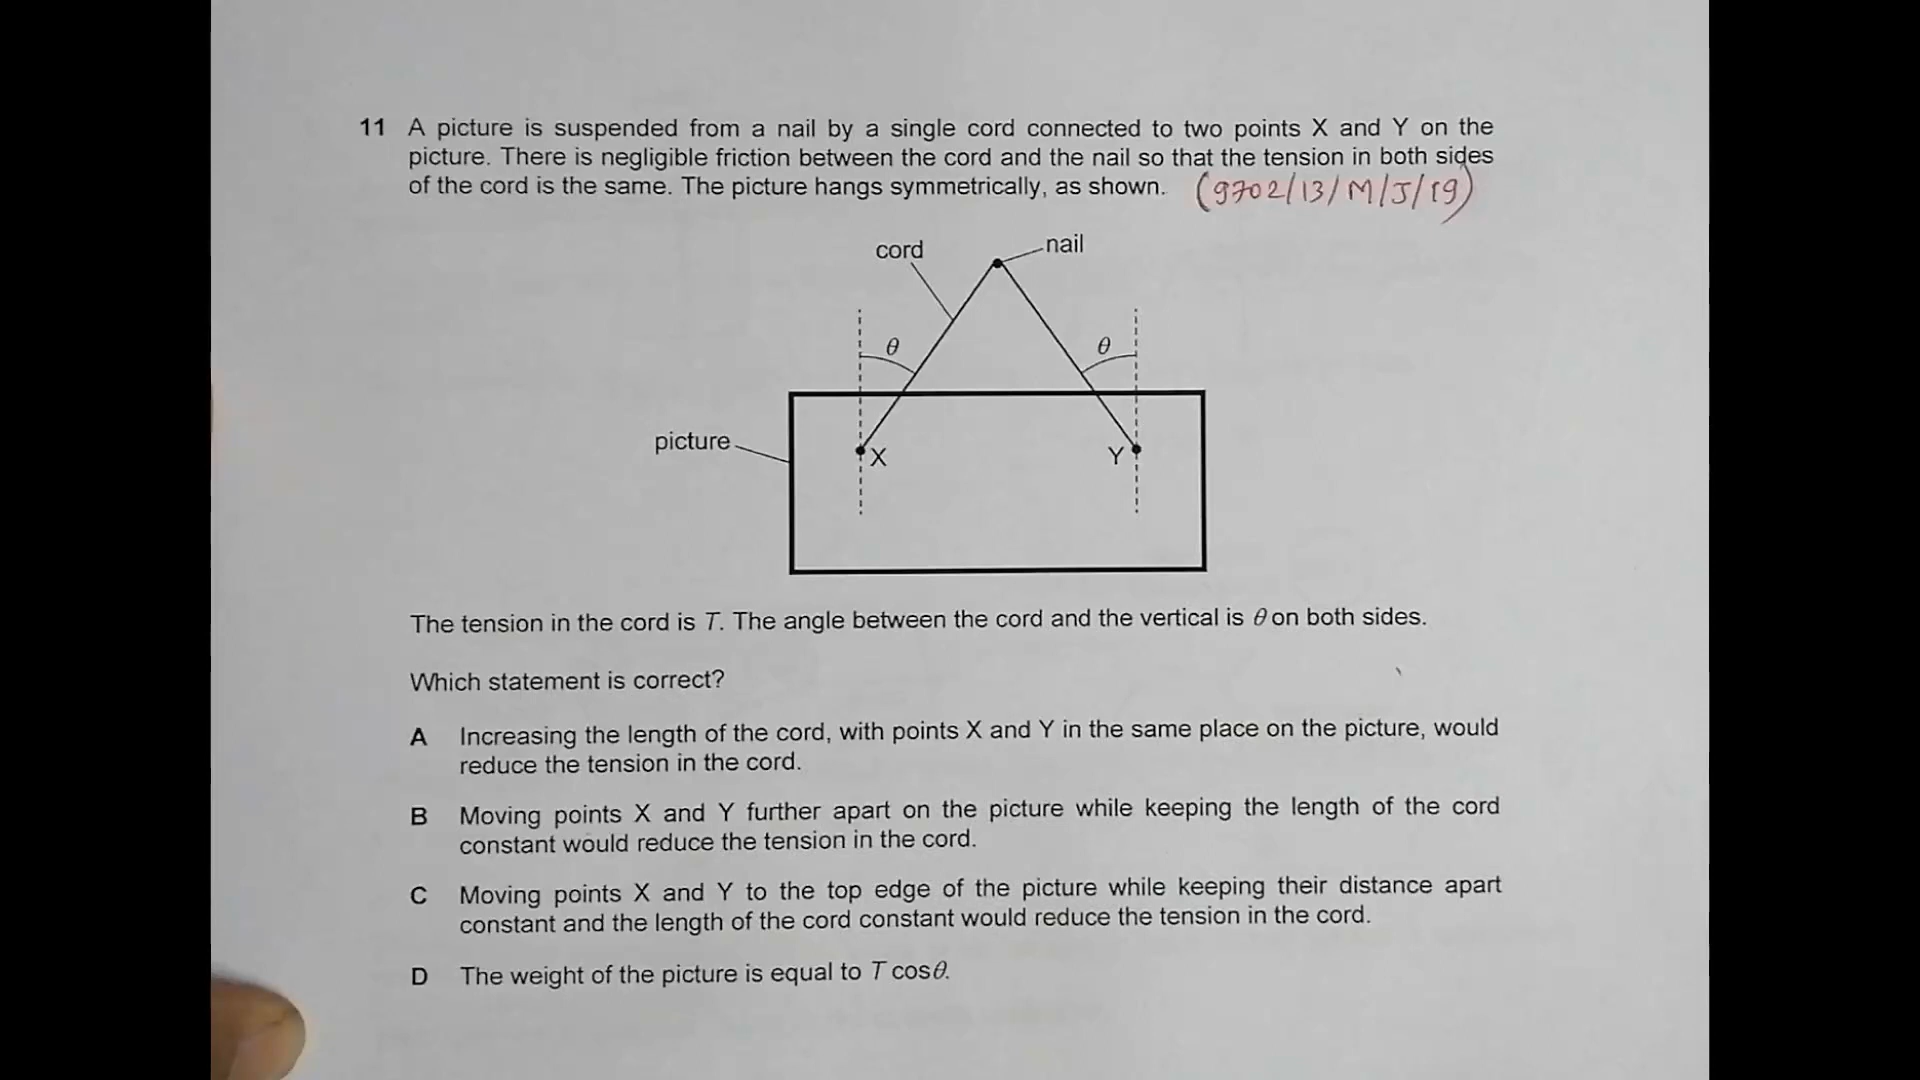 11 A picture is suspended from a nail by a single cord connected to two points X and Y on the
picture. There is negligible friction between the cord and the nail so that the tension in both sides
of the cord is the same. The picture hangs symmetrically, as shown. (9702/13/M/J/19)
cord
nail
θ
θ
picture
X
Y
The tension in the cord is T. The angle between the cord and the vertical is θ on both sides.
Which statement is correct?
A Increasing the length of the cord, with points X and Y in the same place on the picture, would
reduce the tension in the cord.
B Moving points X and Y further apart on the picture while keeping the length of the cord
constant would reduce the tension in the cord.
C Moving points X and Y to the top edge of the picture while keeping their distance apart
constant and the length of the cord constant would reduce the tension in the cord.
D The weight of the picture is equal to T cosθ.